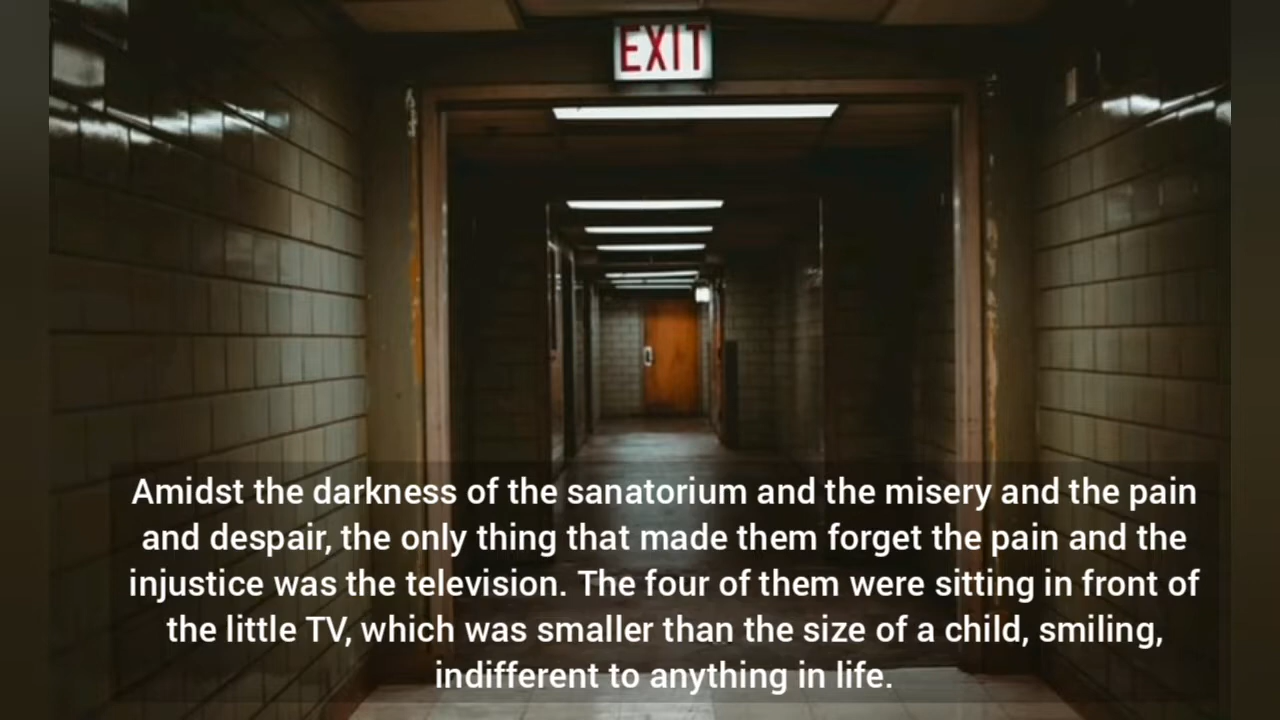 EXIT
Amidst the darkness of the sanatorium and the misery and the pain
and despair, the only thing that made them forget the pain and the
injustice was the television. The four of them were sitting in front of
the little TV, which was smaller than the size of a child, smiling,
indifferent to anything in life.